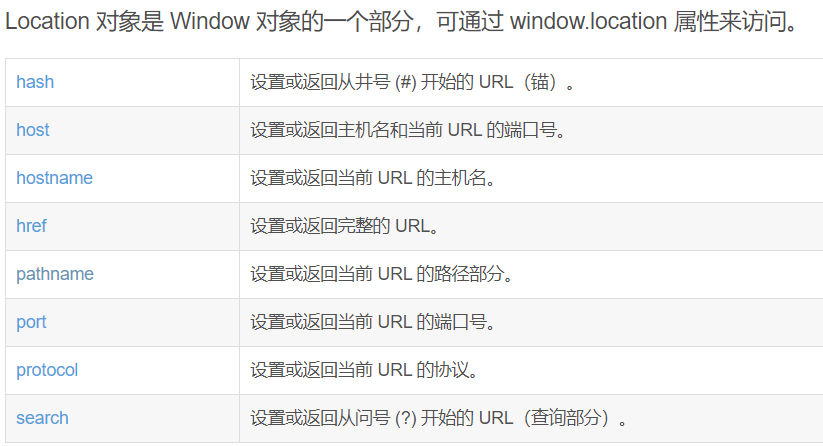 Location 对象是 Window 对象的一个部分，可通过 window.location 属性来访问。
hash 设置或返回从井号 (#) 开始的 URL（锚）。
host 设置或返回主机名和当前 URL 的端口号。
hostname 设置或返回当前 URL 的主机名。
href 设置或返回完整的 URL。
pathname 设置或返回当前 URL 的路径部分。
port 设置或返回当前 URL 的端口号。
protocol 设置或返回当前 URL 的协议。
search 设置或返回从问号 (?) 开始的 URL（查询部分）。